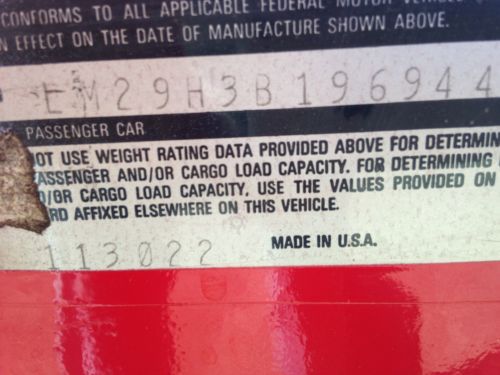 CONFORMS TO ALL APPLICABLE FEDERAL MOTOR
EFFECT ON THE DATE OF MANUFACTURE SHOWN ABOVE.
EM29H3B196944
PASSENGER CAR
NOT USE WEIGHT RATING DATA PROVIDED ABOVE FOR DETERMIN
PASSENGER AND/OR CARGO LOAD CAPACITY. FOR DETERMINING
D/OR CARGO LOAD CAPACITY, USE THE VALUES PROVIDED ON
RD AFFIXED ELSEWHERE ON THIS VEHICLE.
113022 MADE IN U.S.A.